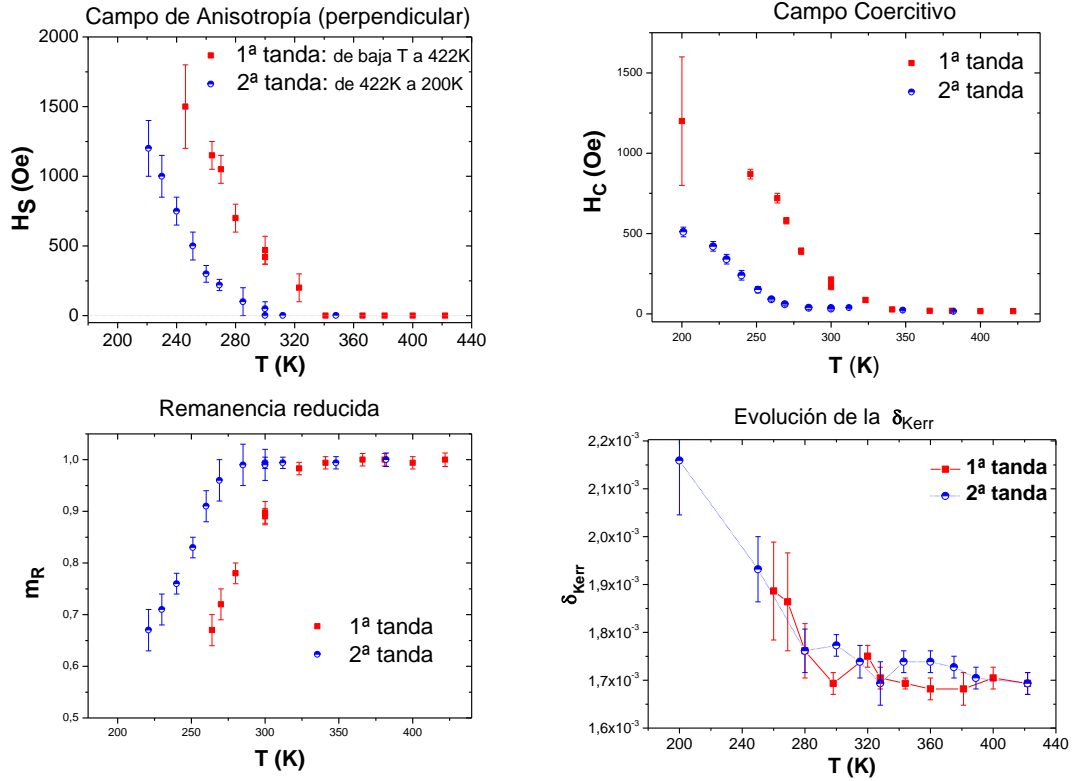 Campo de Anisotropía (perpendicular)
2000
1500
1000
500
0
H_S (Oe)
1ª tanda: de baja T a 422K
2ª tanda: de 422K a 200K
200 240 280 320 360 400 440
T (K)
Campo Coercitivo
1500
1000
500
0
H_C (Oe)
1ª tanda
2ª tanda
200 250 300 350 400
T (K)
Remanencia reducida
1,0
0,9
0,8
0,7
0,6
0,5
m_R
1ª tanda
2ª tanda
200 250 300 350 400
T (K)
Evolución de la δ_Kerr
2,2x10⁻³
2,1x10⁻³
2,0x10⁻³
1,9x10⁻³
1,8x10⁻³
1,7x10⁻³
1,6x10⁻³
δ_Kerr
1ª tanda
2ª tanda
200 240 280 320 360 400 440
T (K)